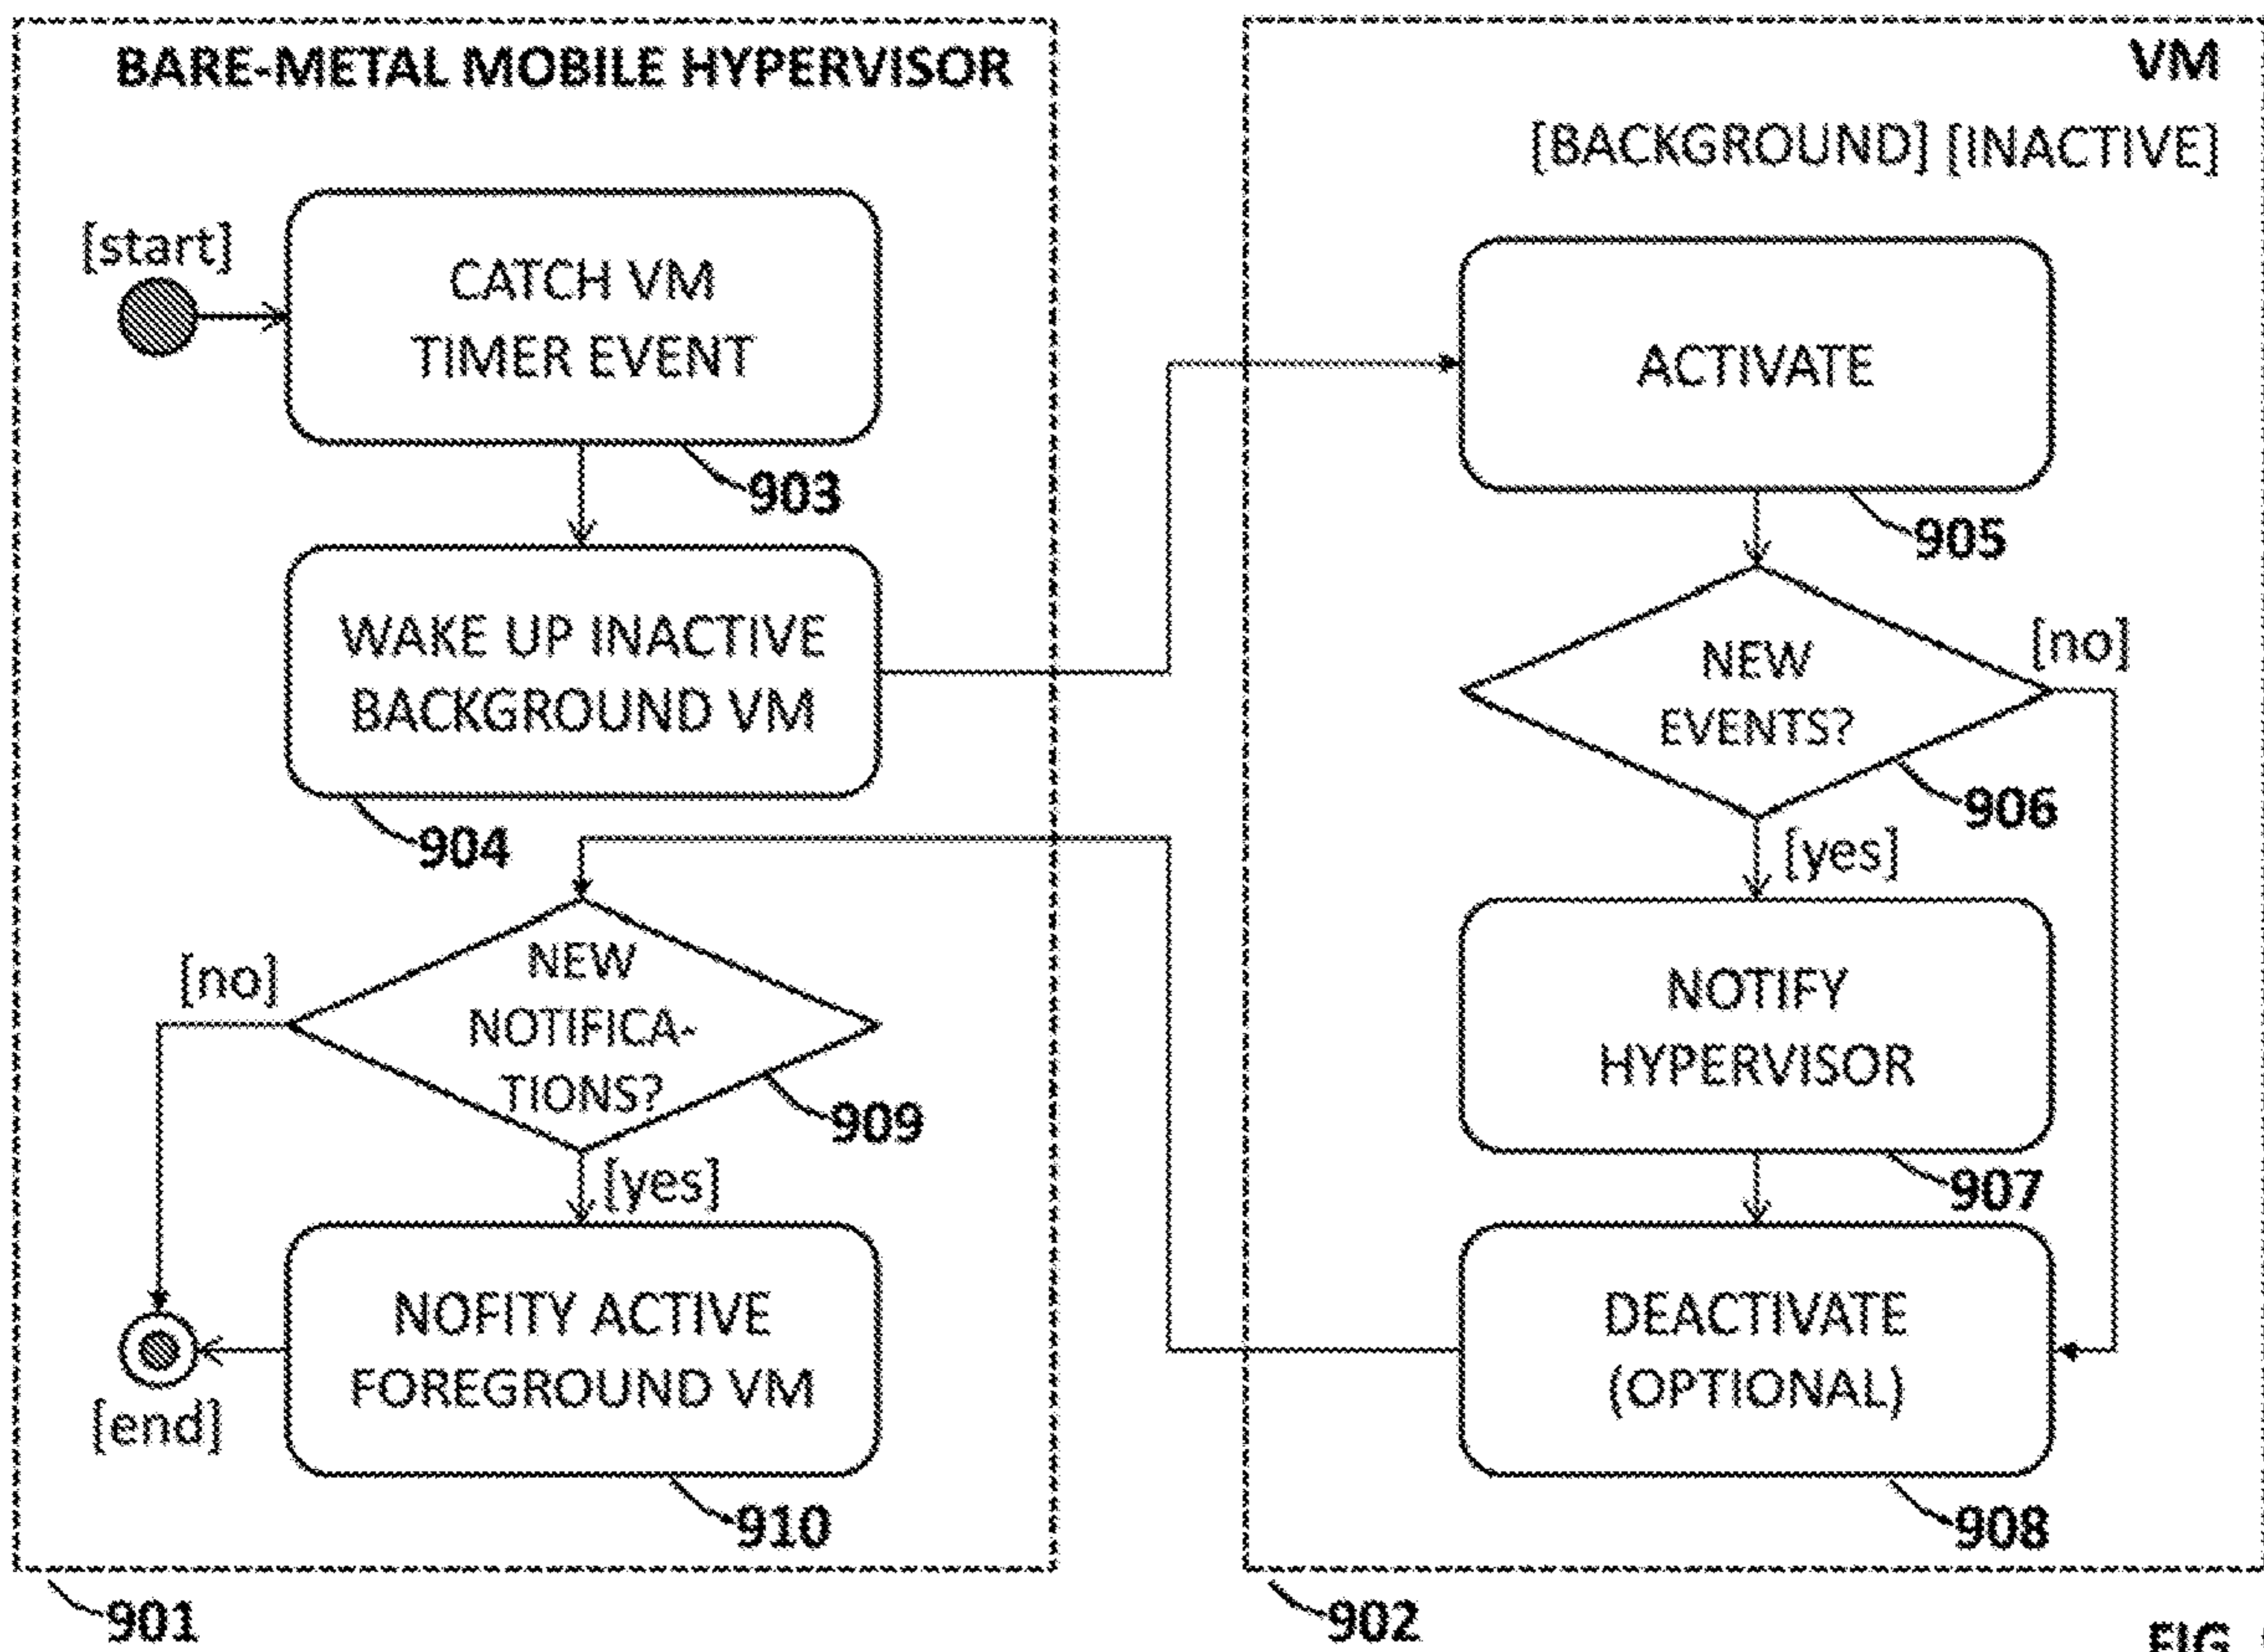 BARE-METAL MOBILE HYPERVISOR
[start]
CATCH VM
TIMER EVENT
903
WAKE UP INACTIVE
BACKGROUND VM
904
NEW
NOTIFICA-
TIONS?
[no]
909
[yes]
NOFITY ACTIVE
FOREGROUND VM
[end]
910
901
VM
[BACKGROUND] [INACTIVE]
ACTIVATE
905
NEW
EVENTS?
[no]
906
[yes]
NOTIFY
HYPERVISOR
907
DEACTIVATE
(OPTIONAL)
908
902
FIG